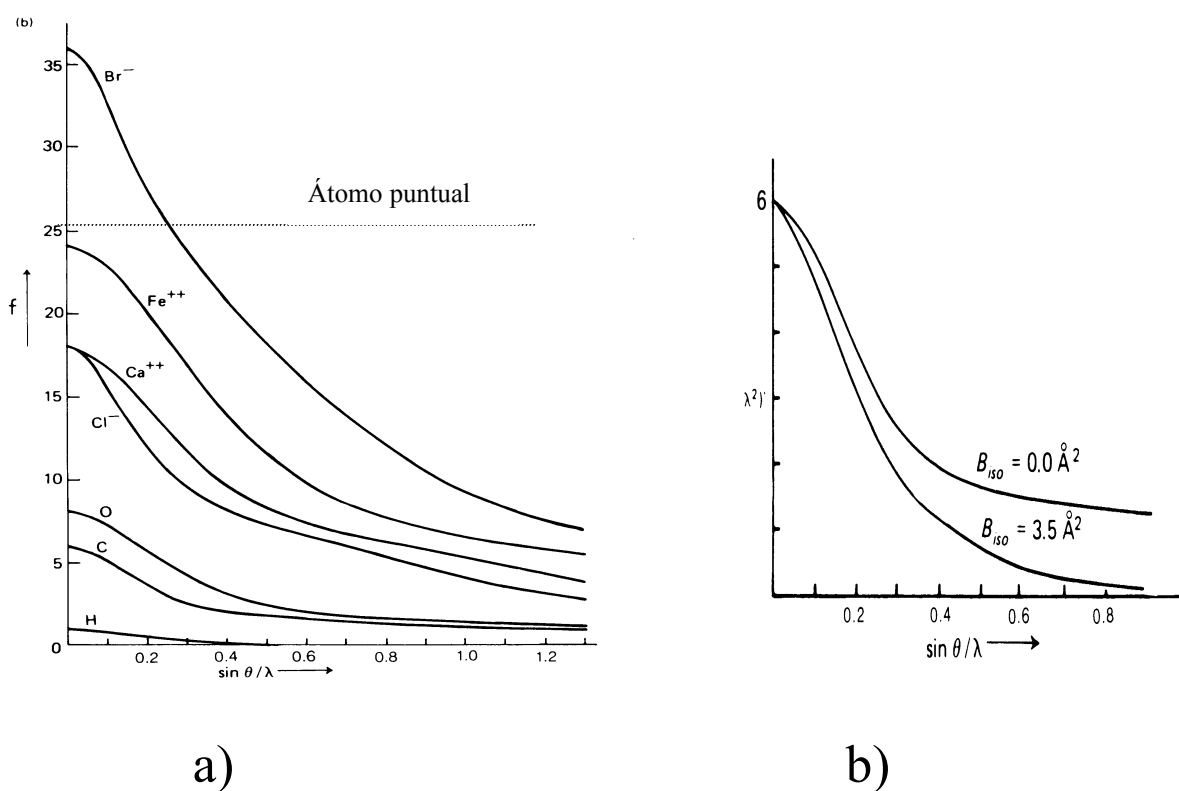 (b)
35
30
25
20
15
10
5
0
f
Br⁻
Átomo puntual
Fe⁺⁺
Ca⁺⁺
Cl⁻
O
C
H
0.2
0.4
0.6
0.8
1.0
1.2
sin θ/λ
a)
6
λ²)
B_iso = 0.0 Å²
B_iso = 3.5 Å²
0.2
0.4
0.6
0.8
sin θ/λ
b)